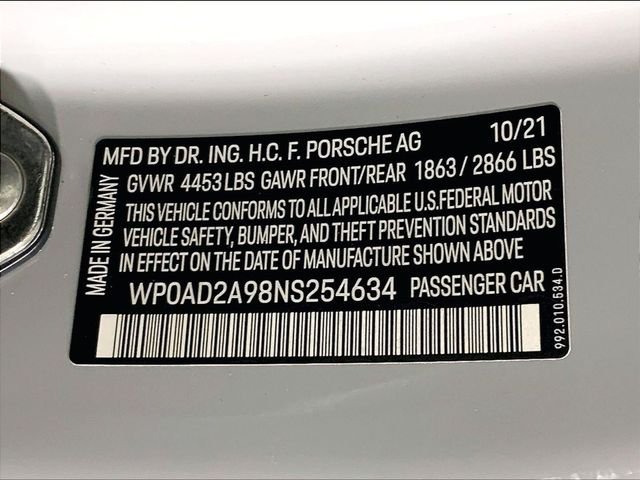 MFD BY DR. ING. H.C. F. PORSCHE AG 10/21
GVWR 4453 LBS GAWR FRONT/REAR 1863 / 2866 LBS
THIS VEHICLE CONFORMS TO ALL APPLICABLE U.S. FEDERAL MOTOR
VEHICLE SAFETY, BUMPER, AND THEFT PREVENTION STANDARDS
IN EFFECT ON THE DATE OF MANUFACTURE SHOWN ABOVE
WP0AD2A98NS254634 PASSENGER CAR
MADE IN GERMANY
992.010.534.D